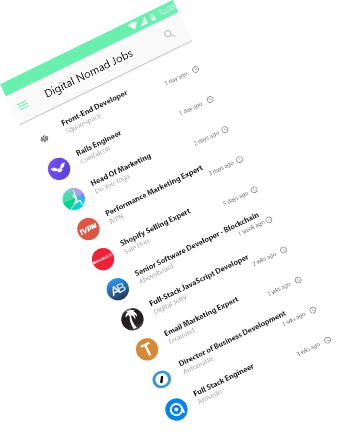 12:30
Digital Nomad Jobs
Front-End Developer
Squarespace
1 day ago
Rails Engineer
CoinFalcon
1 day ago
Head Of Marketing
Do You Yoga
2 days ago
Performance Marketing Expert
IVPN
3 days ago
IVPN
Shopify Selling Expert
Sale Hoo
5 days ago
Senior Software Developer - Blockchain
AboveBoard
1 week ago
AB
Full-Stack JavaScript Developer
Digital Jetty
2 wks ago
Email Marketing Expert
2 wks ago
T
Director of Business Development
Automattic
2 wks ago
Full Stack Engineer
3 wks ago